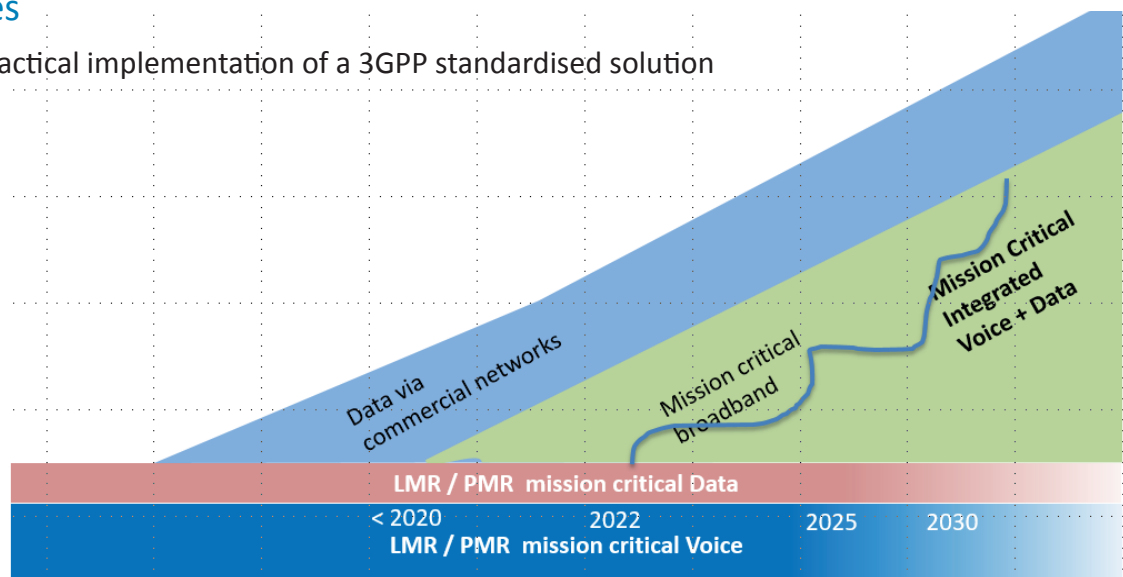 es
actical implementation of a 3GPP standardised solution
Data via
commercial networks
Mission critical
broadband
Mission Critical
Integrated
Voice + Data
LMR / PMR mission critical Data
< 2020 2022 2025 2030
LMR / PMR mission critical Voice